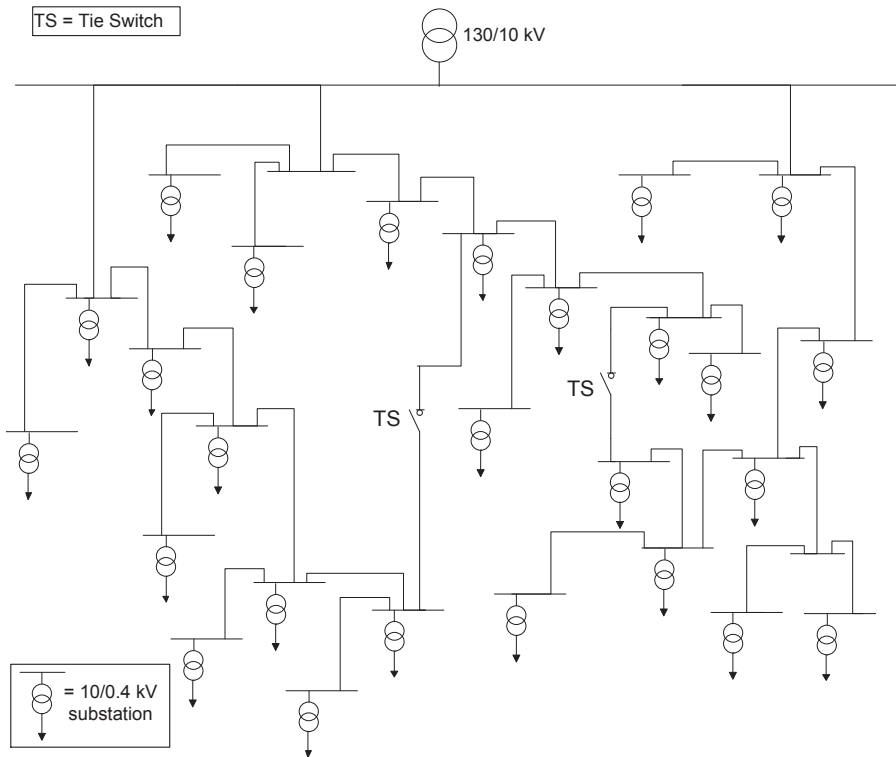 TS = Tie Switch
130/10 kV
TS
TS
= 10/0.4 kV
substation